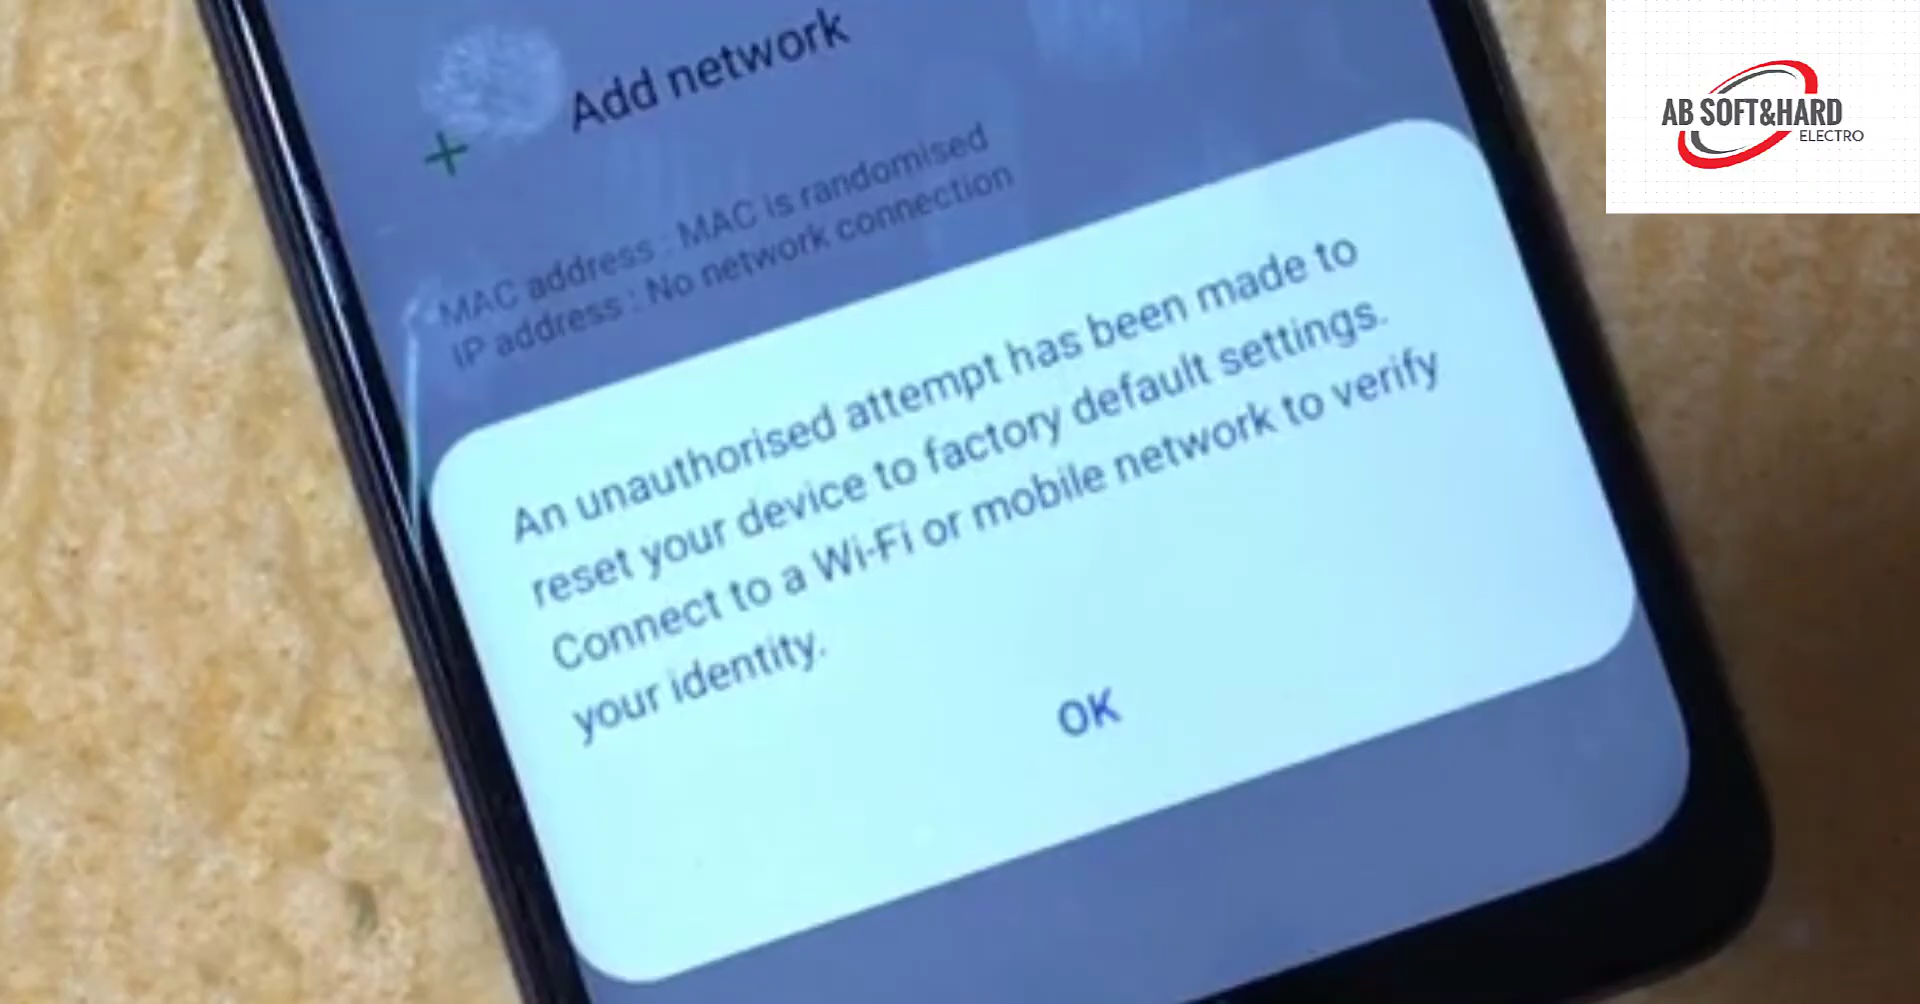 Add network
MAC address : MAC is randomised
IP address : No network connection
An unauthorised attempt has been made to
reset your device to factory default settings.
Connect to a Wi-Fi or mobile network to verify
your identity.
OK
AB SOFT&HARD
ELECTRO